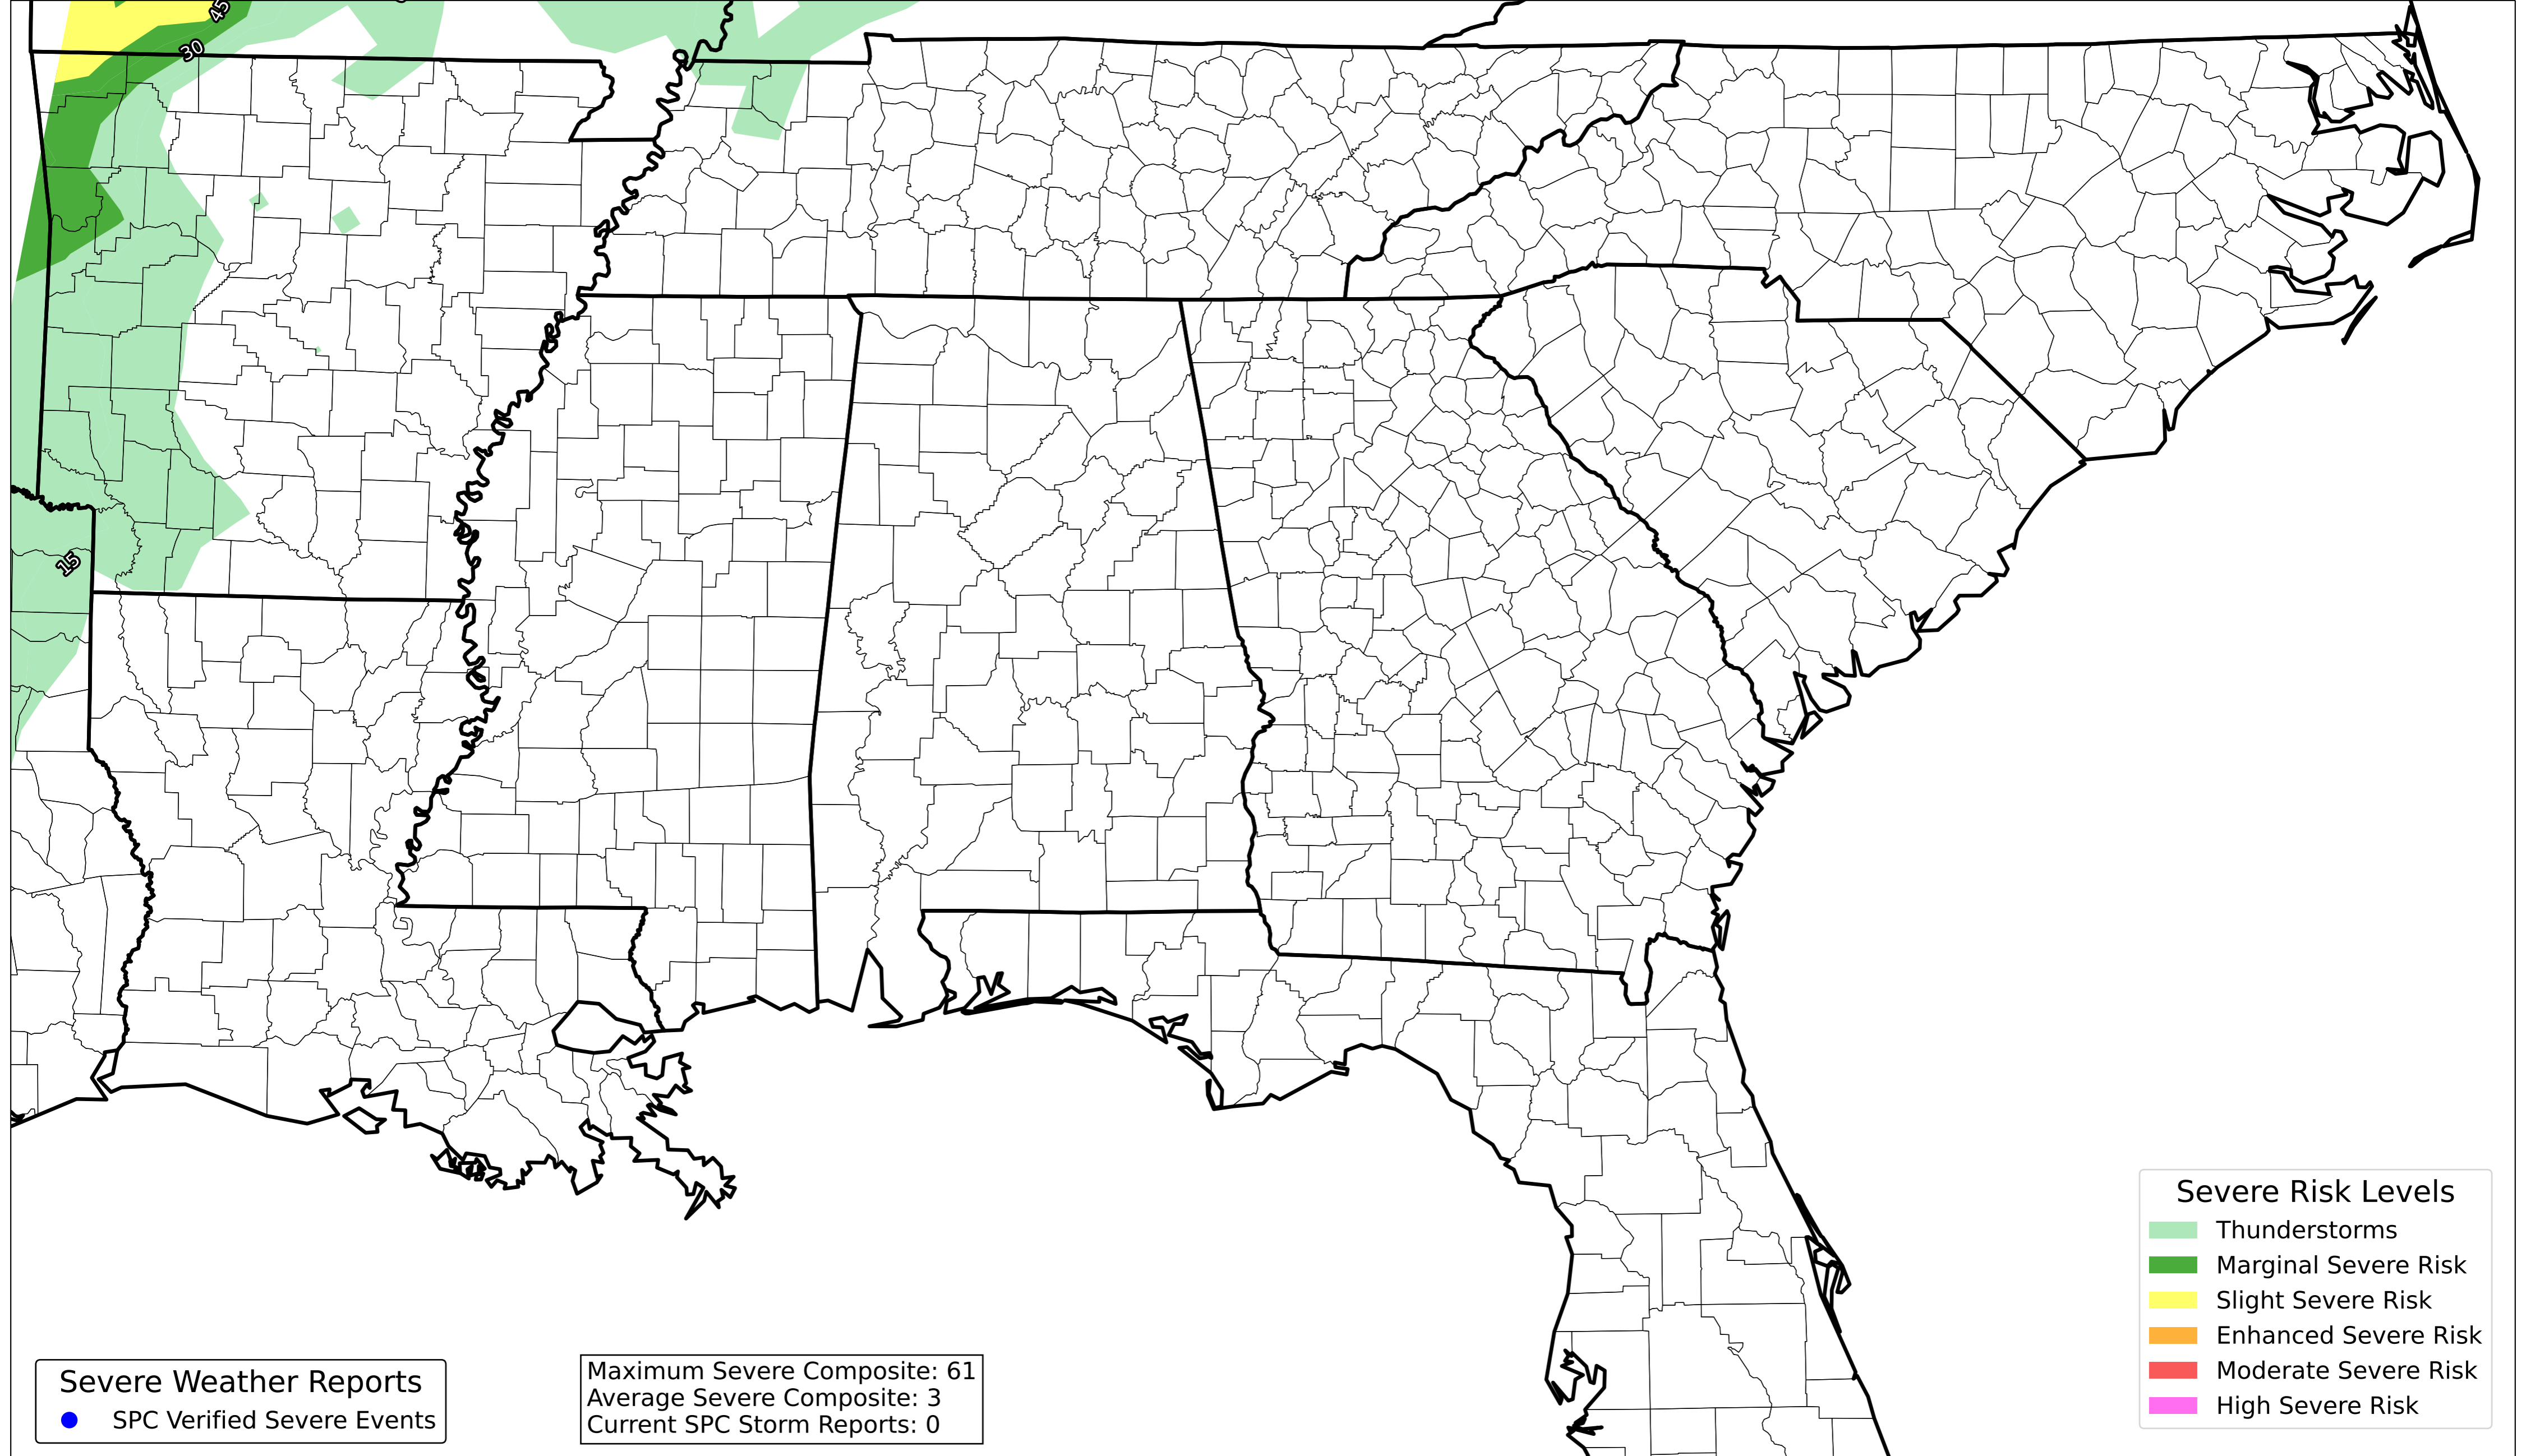 45
30
15
Severe Risk Levels
Thunderstorms
Marginal Severe Risk
Slight Severe Risk
Enhanced Severe Risk
Moderate Severe Risk
High Severe Risk
Maximum Severe Composite: 61
Average Severe Composite: 3
Current SPC Storm Reports: 0
Severe Weather Reports
SPC Verified Severe Events